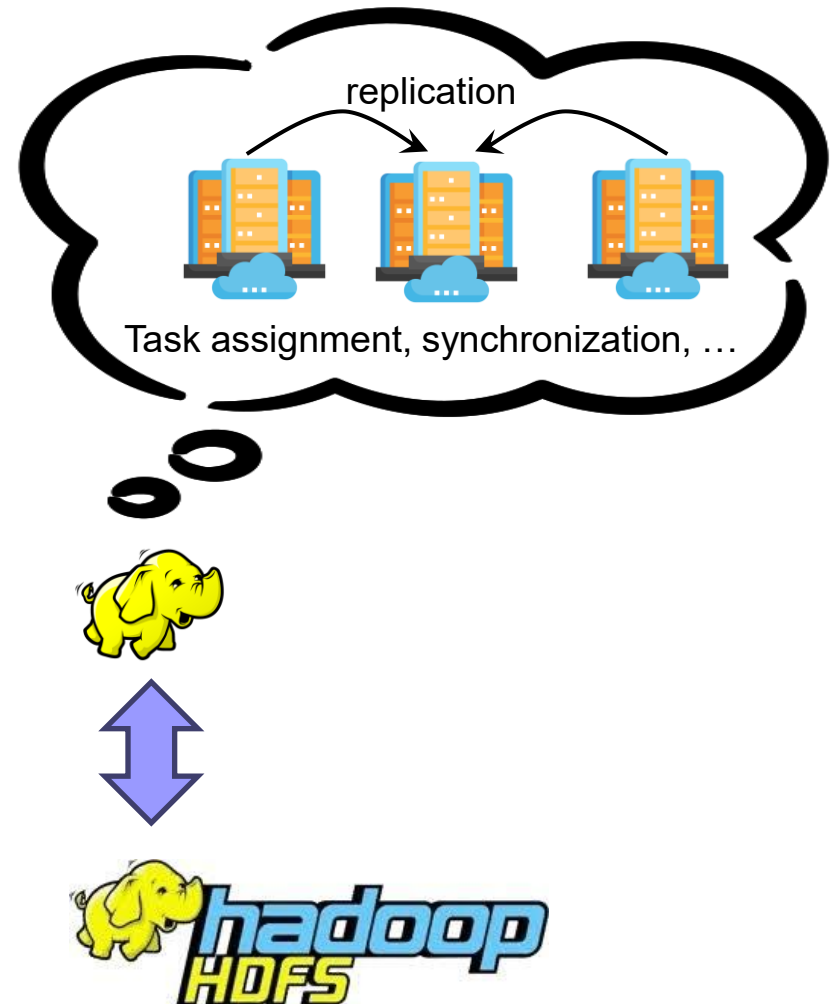 replication
Task assignment, synchronization, …
hadoop
HDFS